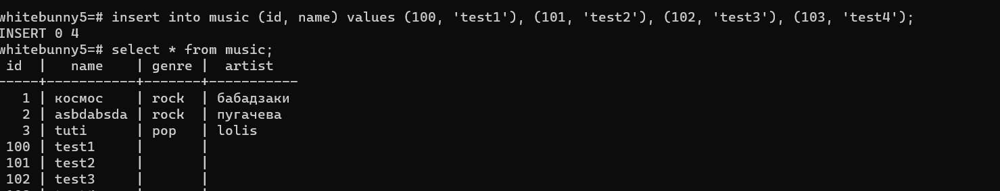 whitebunny5=# insert into music (id, name) values (100, 'test1'), (101, 'test2'), (102, 'test3'), (103, 'test4');
INSERT 0 4
whitebunny5=# select * from music;
 id  |   name    | genre |  artist
-----+-----------+-------+-----------
   1 | космос    | rock  | бабадзаки
   2 | asbdabsda | rock  | пугачева
   3 | tuti      | pop   | lolis
 100 | test1     |       |
 101 | test2     |       |
 102 | test3     |       |